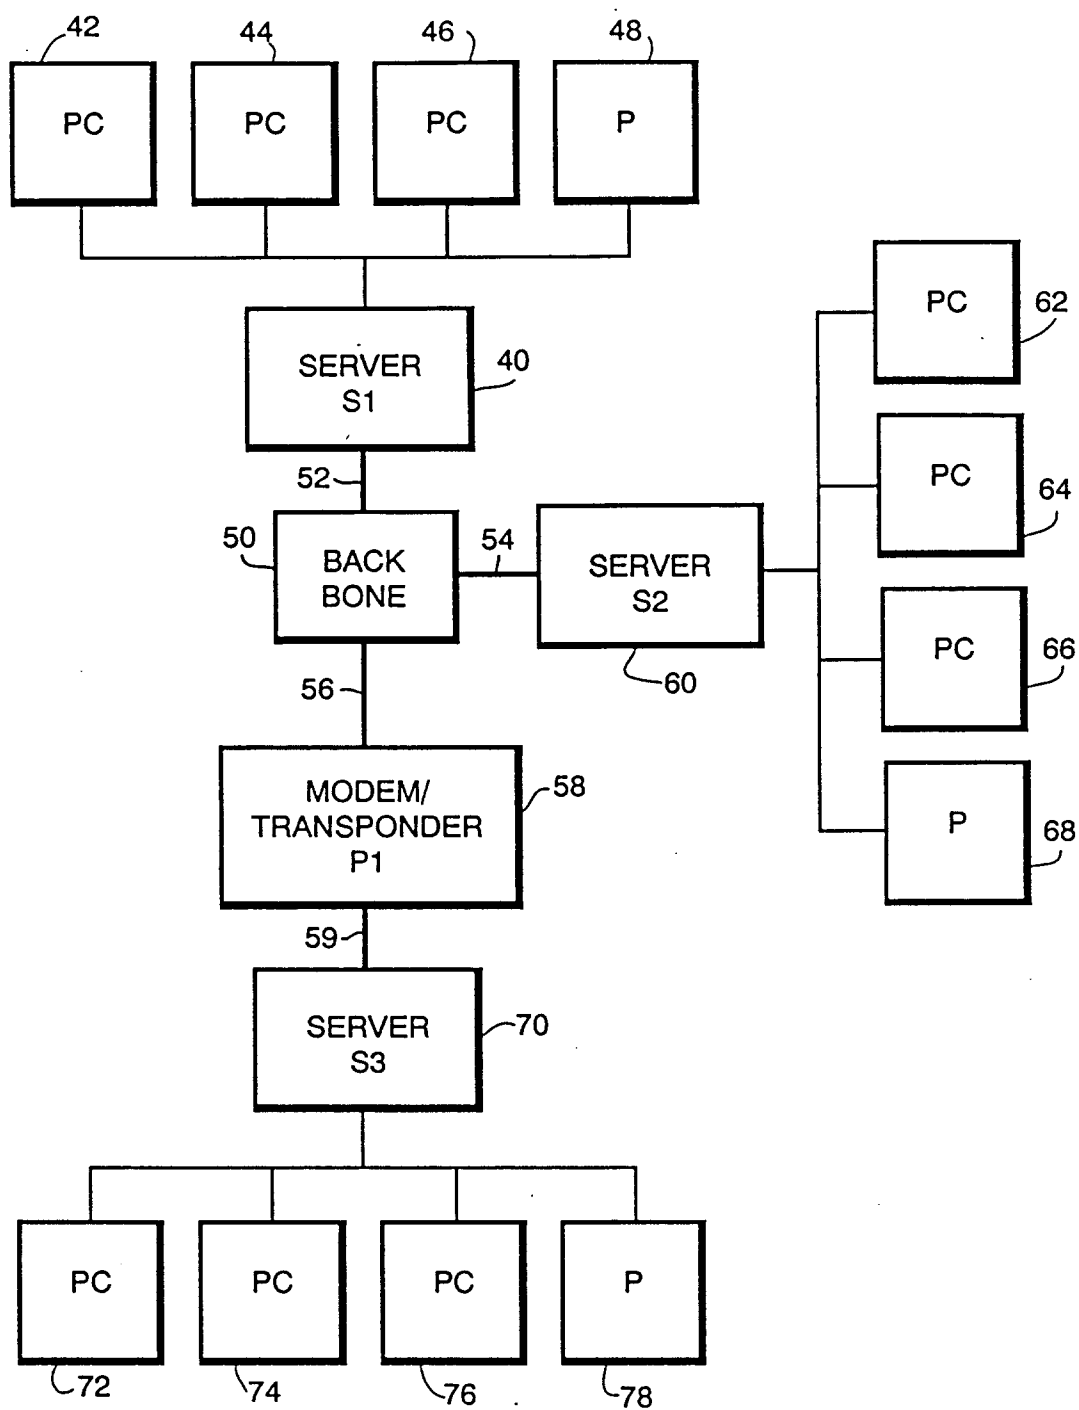 42
44
46
48
PC
PC
PC
P
SERVER
S1
40
52
50
BACK
BONE
54
SERVER
S2
60
PC
62
PC
64
PC
66
P
68
56
MODEM/
TRANSPONDER
P1
58
59
SERVER
S3
70
PC
PC
PC
P
72
74
76
78